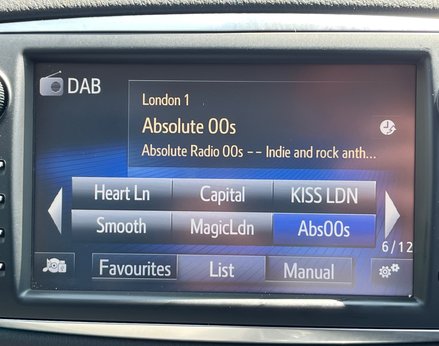 DAB
London 1
Absolute 00s
Absolute Radio 00s -- Indie and rock anth...
Heart Ln Capital KISS LDN
Smooth MagicLdn Abs00s
6/12
Favourites List Manual